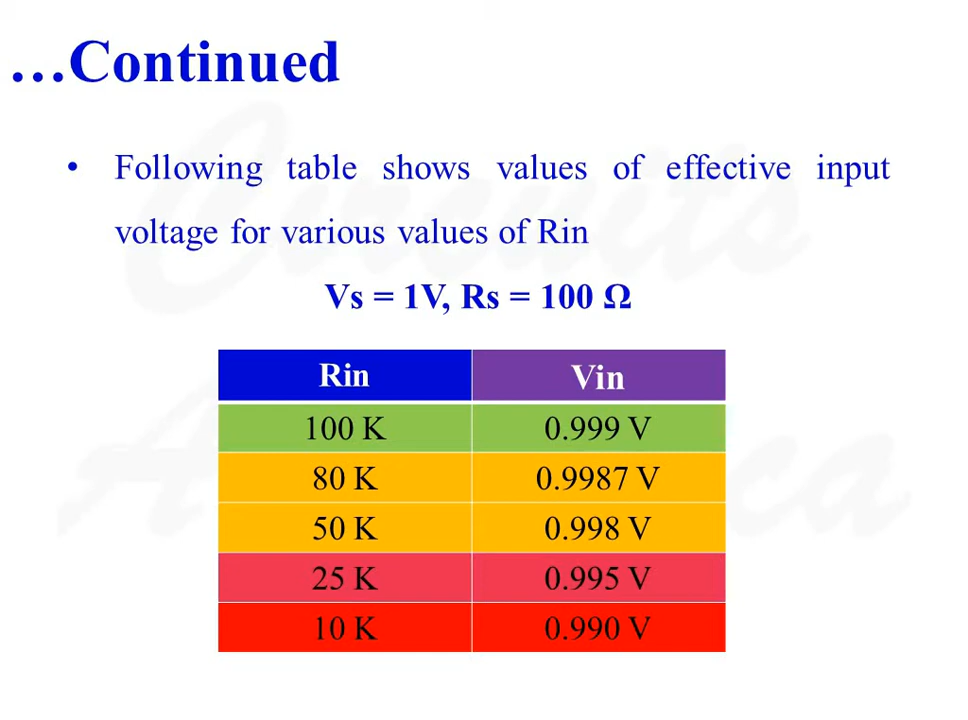 …Continued
• Following table shows values of effective input
voltage for various values of Rin
Vs = 1V, Rs = 100 Ω
Rin Vin
100 K 0.999 V
80 K 0.9987 V
50 K 0.998 V
25 K 0.995 V
10 K 0.990 V
Circuits